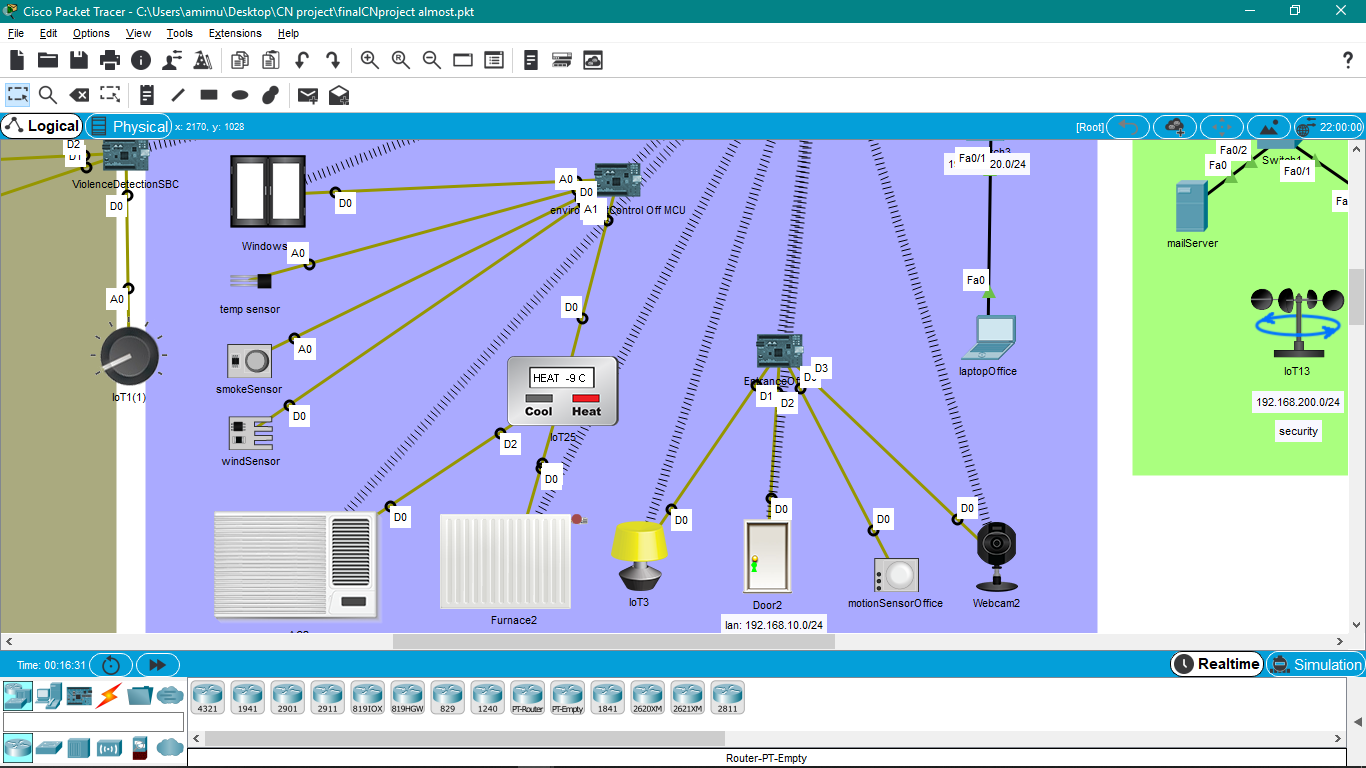 Cisco Packet Tracer - C:\Users\amimu\Desktop\CN project\finalCNproject almost.pkt
File Edit Options View Tools Extensions Help
Logical Physical x: 2170, y: 1028 [Root] 22:00:00
D2
D1
ViolenceDetectionSBC
D0
A0
IoT1(1)
Windows
D0
A0
D0
A1
Control Off MCU
A0
temp sensor
A0
smokeSensor
D0
windSensor
D0
HEAT -9 C
Cool Heat
IoT25
D2
D0
D0
Furnace2
D3
D1
D2
D0
IoT3
D0
Door2
lan: 192.168.10.0/24
D0
motionSensorOffice
D0
Webcam2
Fa0/1
20.0/24
Fa0
laptopOffice
Fa0/2
Fa0
Switch1
Fa0/1
Fa
mailServer
IoT13
192.168.200.0/24
security
Time: 00:16:31 Realtime Simulation
4321 1941 2901 2911 819IOX 819HGW 829 1240 PT-Router PT-Empty 1841 2620XM 2621XM 2811
Router-PT-Empty